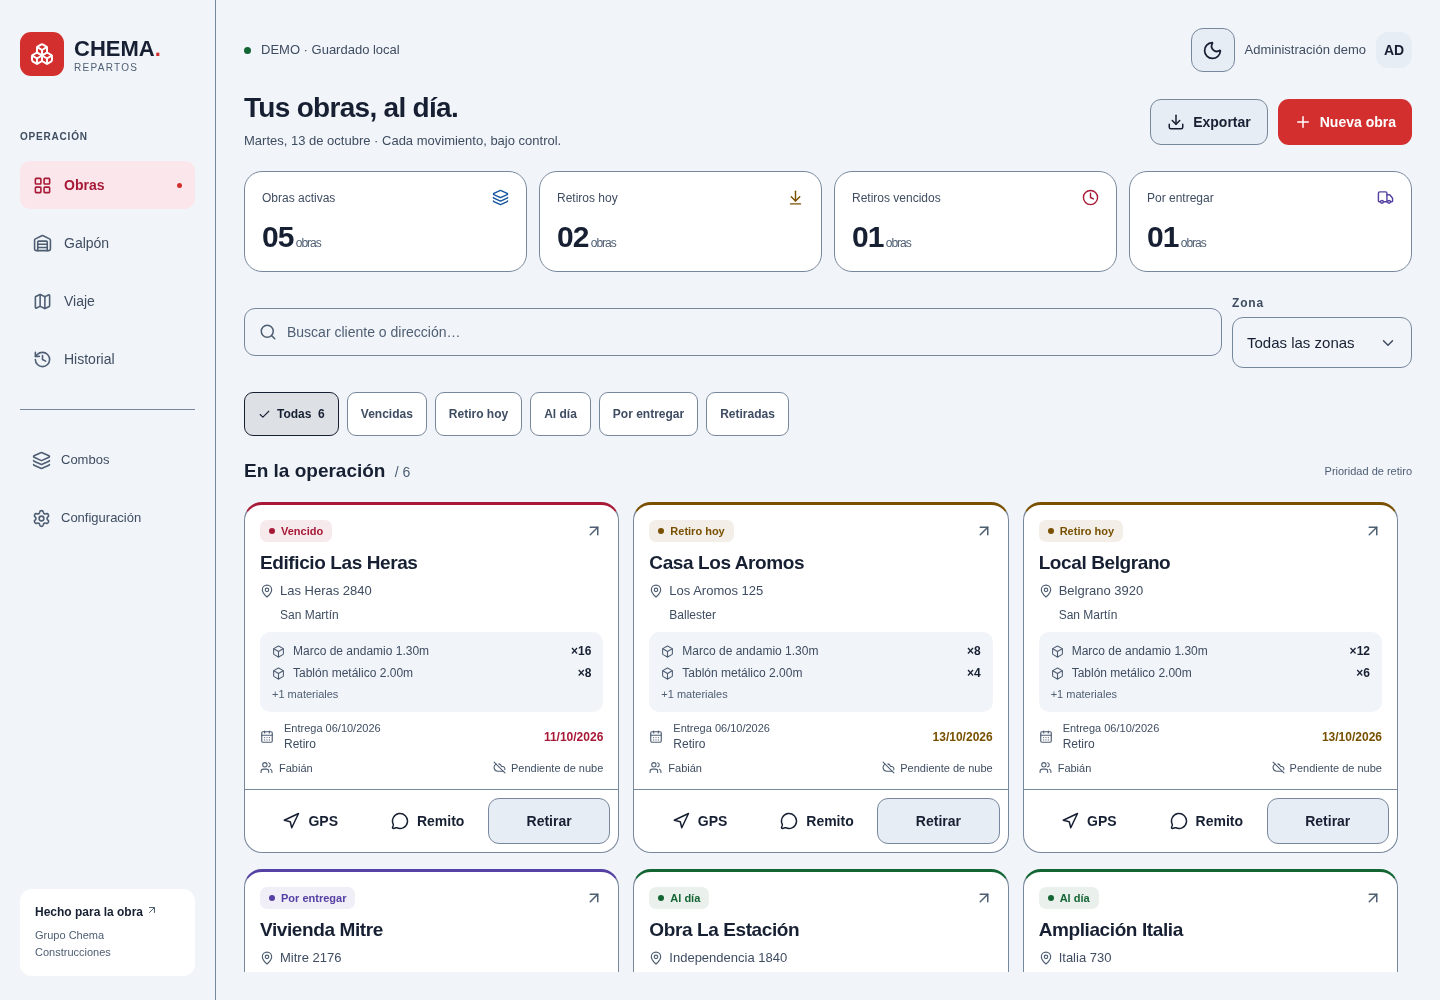 CHEMA.
REPARTOS
OPERACIÓN
Obras
Galpón
Viaje
Historial
Combos
Configuración
Hecho para la obra
Grupo Chema
Construcciones
DEMO · Guardado local
Administración demo AD
Tus obras, al día.
Martes, 13 de octubre · Cada movimiento, bajo control.
Exportar
Nueva obra
Obras activas
05 obras
Retiros hoy
02 obras
Retiros vencidos
01 obras
Por entregar
01 obras
Buscar cliente o dirección…
Zona
Todas las zonas
Todas 6
Vencidas
Retiro hoy
Al día
Por entregar
Retiradas
En la operación / 6
Prioridad de retiro
Vencido
Edificio Las Heras
Las Heras 2840
San Martín
Marco de andamio 1.30m ×16
Tablón metálico 2.00m ×8
+1 materiales
Entrega 06/10/2026
Retiro 11/10/2026
Fabián Pendiente de nube
GPS Remito Retirar
Retiro hoy
Casa Los Aromos
Los Aromos 125
Ballester
Marco de andamio 1.30m ×8
Tablón metálico 2.00m ×4
+1 materiales
Entrega 06/10/2026
Retiro 13/10/2026
Fabián Pendiente de nube
GPS Remito Retirar
Retiro hoy
Local Belgrano
Belgrano 3920
San Martín
Marco de andamio 1.30m ×12
Tablón metálico 2.00m ×6
+1 materiales
Entrega 06/10/2026
Retiro 13/10/2026
Fabián Pendiente de nube
GPS Remito Retirar
Por entregar
Vivienda Mitre
Mitre 2176
Al día
Obra La Estación
Independencia 1840
Al día
Ampliación Italia
Italia 730